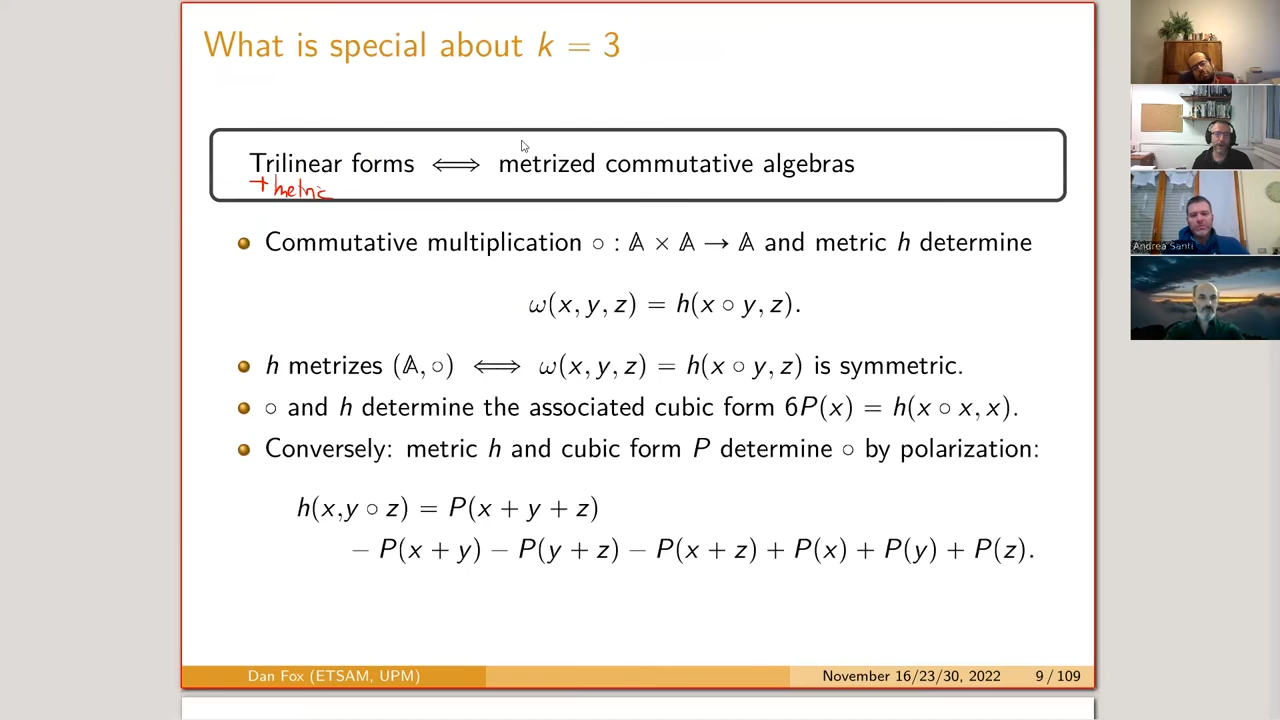 What is special about k = 3
Trilinear forms ⟺ metrized commutative algebras
+ metric
Commutative multiplication ∘ : 𝔸 × 𝔸 → 𝔸 and metric h determine
ω(x, y, z) = h(x ∘ y, z).
h metrizes (𝔸, ∘) ⟺ ω(x, y, z) = h(x ∘ y, z) is symmetric.
∘ and h determine the associated cubic form 6P(x) = h(x ∘ x, x).
Conversely: metric h and cubic form P determine ∘ by polarization:
h(x,y ∘ z) = P(x + y + z)
− P(x + y) − P(y + z) − P(x + z) + P(x) + P(y) + P(z).
Dan Fox (ETSAM, UPM) November 16/23/30, 2022 9 / 109
Andrea Santi